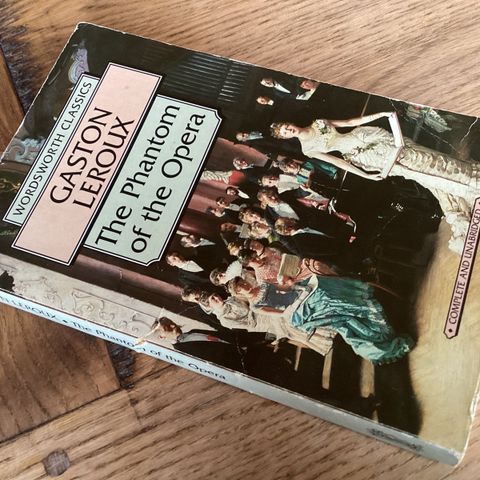 WORDSWORTH CLASSICS
GASTON
LEROUX
The Phantom
of the Opera
• COMPLETE AND UNABRIDGED •
LEROUX • The Phantom of the Opera